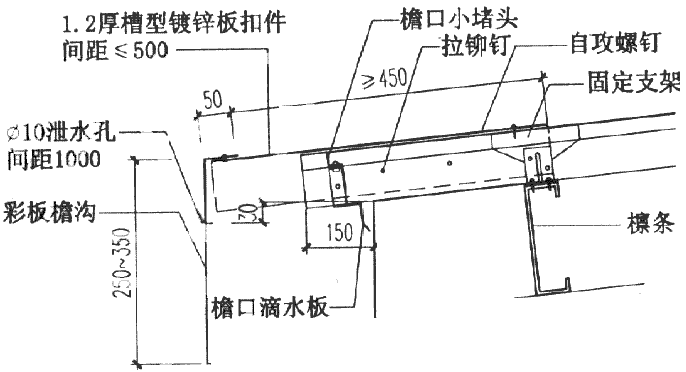 1.2厚槽型镀锌板扣件
间距≤500
檐口小堵头
拉铆钉
自攻螺钉
固定支架
≥450
50
∅10泄水孔
间距1000
彩板檐沟
30
150
250~350
檩条
檐口滴水板